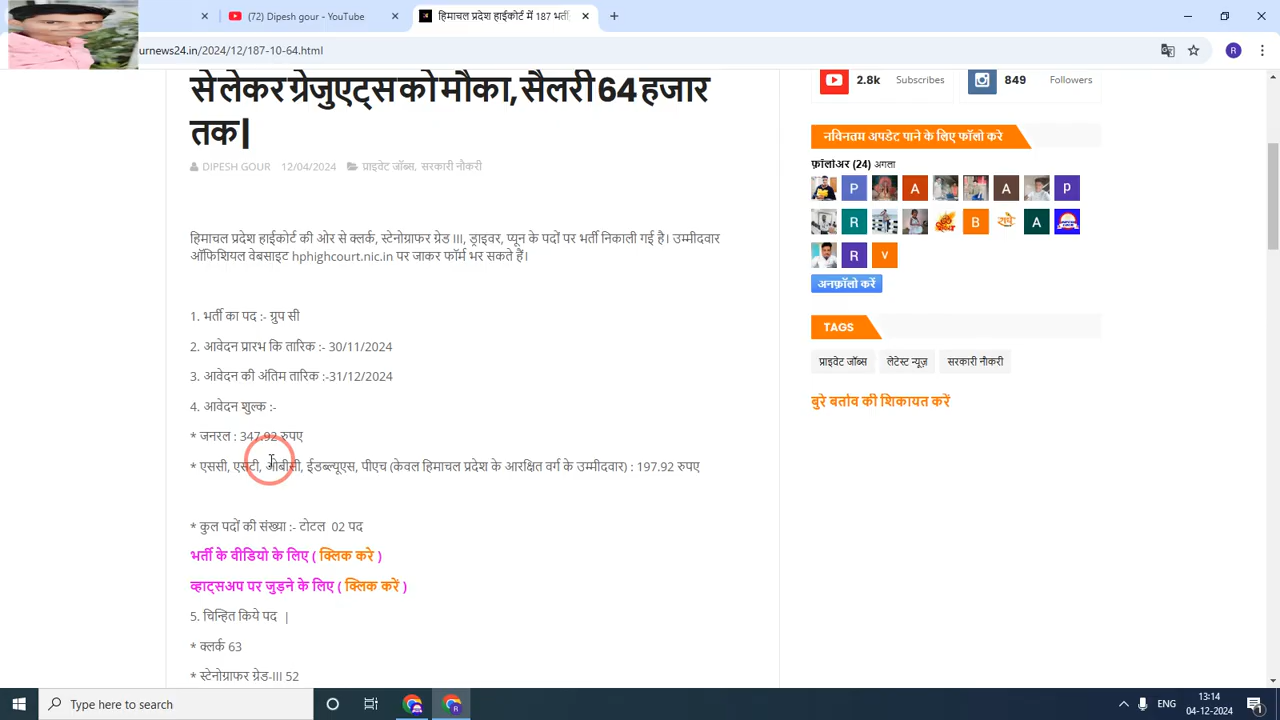 (72) Dipesh gour - YouTube
हिमाचल प्रदेश हाईकोर्ट में 187 भर्ती
urnews24.in/2024/12/187-10-64.html
R
से लेकर ग्रेजुएट्स को मौका, सैलरी 64 हजार
तक|
DIPESH GOUR 12/04/2024 प्राइवेट जॉब्स, सरकारी नौकरी
हिमाचल प्रदेश हाईकोर्ट की ओर से क्लर्क, स्टेनोग्राफर ग्रेड III, ड्राइवर, प्यून के पदों पर भर्ती निकाली गई है। उम्मीदवार
ऑफिशियल वेबसाइट hphighcourt.nic.in पर जाकर फॉर्म भर सकते हैं।
1. भर्ती का पद :- ग्रुप सी
2. आवेदन प्रारभ कि तारिक :- 30/11/2024
3. आवेदन की अंतिम तारिक :-31/12/2024
4. आवेदन शुल्क :-
* जनरल : 347.92 रुपए
* एससी, एसटी, ओबीसी, ईडब्ल्यूएस, पीएच (केवल हिमाचल प्रदेश के आरक्षित वर्ग के उम्मीदवार) : 197.92 रुपए
* कुल पदों की संख्या :- टोटल 02 पद
भर्ती के वीडियो के लिए ( क्लिक करे )
व्हाट्सअप पर जुड़ने के लिए ( क्लिक करें )
5. चिन्हित किये पद |
* क्लर्क 63
* स्टेनोग्राफर ग्रेड-III 52
2.8k Subscribes
849 Followers
नविनतम अपडेट पाने के लिए फॉलो करे
फ़ॉलोअर (24) अगला
P A A p
R B राधे A
R v
अनफ़ॉलो करें
TAGS
प्राइवेट जॉब्स लेटेस्ट न्यूज़ सरकारी नौकरी
बुरे बर्ताव की शिकायत करें
Type here to search
ENG
13:14
04-12-2024